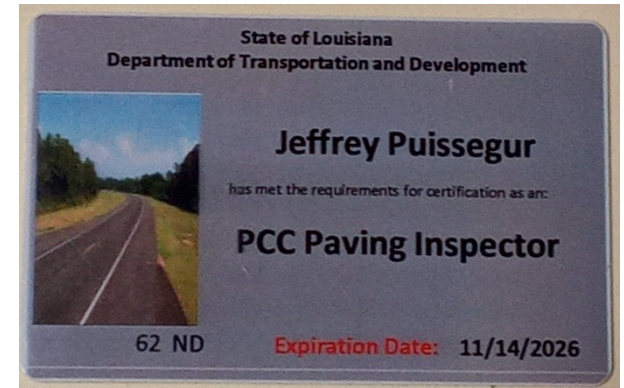 State of Louisiana
Department of Transportation and Development
Jeffrey Puissegur
has met the requirements for certification as an:
PCC Paving Inspector
62 ND
Expiration Date: 11/14/2026